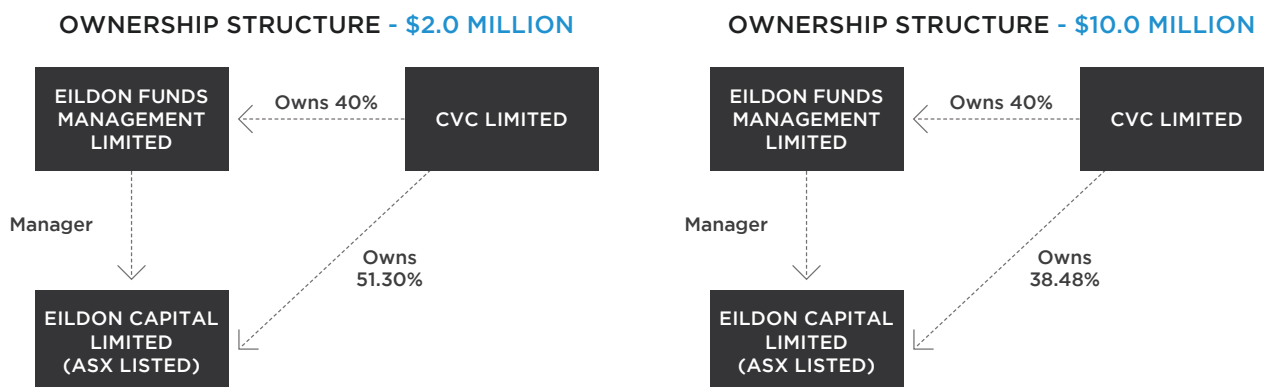 OWNERSHIP STRUCTURE - $2.0 MILLION
EILDON FUNDS
MANAGEMENT
LIMITED
Owns 40%
CVC LIMITED
Manager
Owns
51.30%
EILDON CAPITAL
LIMITED
(ASX LISTED)
OWNERSHIP STRUCTURE - $10.0 MILLION
EILDON FUNDS
MANAGEMENT
LIMITED
Owns 40%
CVC LIMITED
Manager
Owns
38.48%
EILDON CAPITAL
LIMITED
(ASX LISTED)